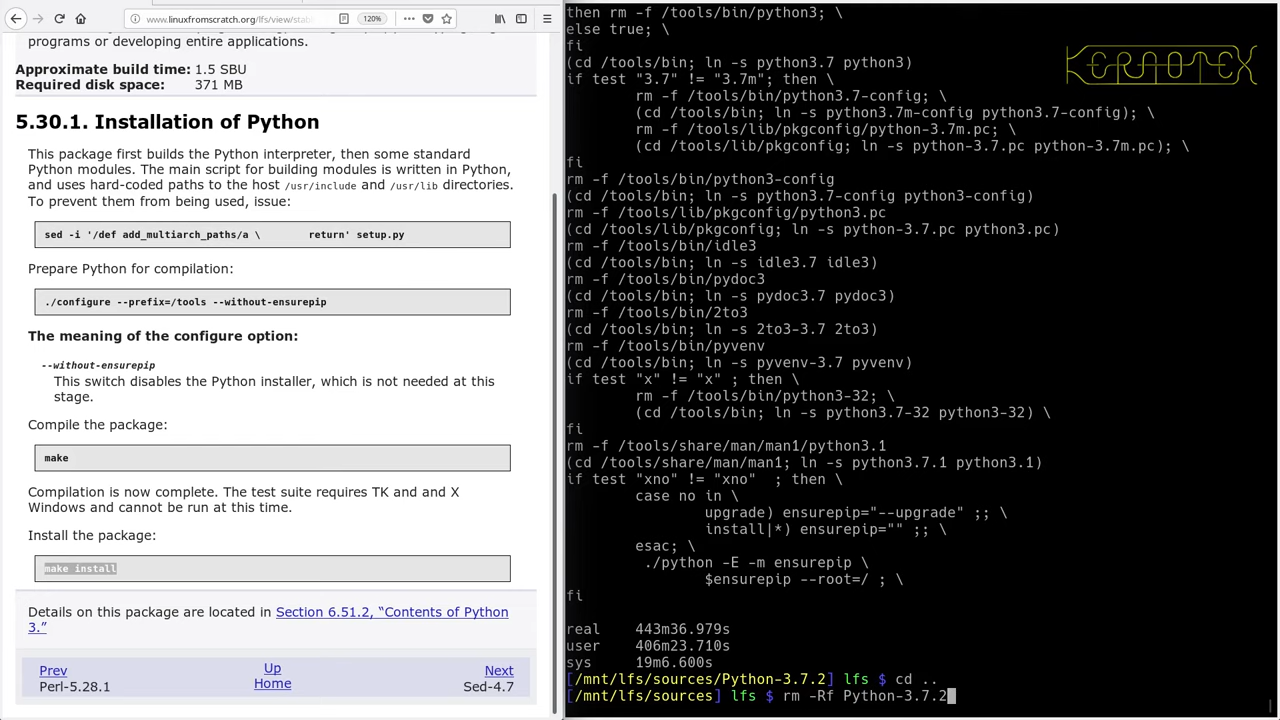 www.linuxfromscratch.org/lfs/view/stab
120%
programs or developing entire applications.
Approximate build time: 1.5 SBU
Required disk space: 371 MB
5.30.1. Installation of Python
This package first builds the Python interpreter, then some standard
Python modules. The main script for building modules is written in Python,
and uses hard-coded paths to the host /usr/include and /usr/lib directories.
To prevent them from being used, issue:
sed -i '/def add_multiarch_paths/a \        return' setup.py
Prepare Python for compilation:
./configure --prefix=/tools --without-ensurepip
The meaning of the configure option:
--without-ensurepip
This switch disables the Python installer, which is not needed at this
stage.
Compile the package:
make
Compilation is now complete. The test suite requires TK and and X
Windows and cannot be run at this time.
Install the package:
make install
Details on this package are located in Section 6.51.2, “Contents of Python
3.”
Prev
Perl-5.28.1
Up
Home
Next
Sed-4.7
then rm -f /tools/bin/python3; \
else true; \
fi
(cd /tools/bin; ln -s python3.7 python3)
if test "3.7" != "3.7m"; then \
        rm -f /tools/bin/python3.7-config; \
        (cd /tools/bin; ln -s python3.7m-config python3.7-config); \
        rm -f /tools/lib/pkgconfig/python-3.7m.pc; \
        (cd /tools/lib/pkgconfig; ln -s python-3.7.pc python-3.7m.pc); \
fi
rm -f /tools/bin/python3-config
(cd /tools/bin; ln -s python3.7-config python3-config)
rm -f /tools/lib/pkgconfig/python3.pc
(cd /tools/lib/pkgconfig; ln -s python-3.7.pc python3.pc)
rm -f /tools/bin/idle3
(cd /tools/bin; ln -s idle3.7 idle3)
rm -f /tools/bin/pydoc3
(cd /tools/bin; ln -s pydoc3.7 pydoc3)
rm -f /tools/bin/2to3
(cd /tools/bin; ln -s 2to3-3.7 2to3)
rm -f /tools/bin/pyvenv
(cd /tools/bin; ln -s pyvenv-3.7 pyvenv)
if test "x" != "x" ; then \
        rm -f /tools/bin/python3-32; \
        (cd /tools/bin; ln -s python3.7-32 python3-32) \
fi
rm -f /tools/share/man/man1/python3.1
(cd /tools/share/man/man1; ln -s python3.7.1 python3.1)
if test "xno" != "xno"  ; then \
        case no in \
                upgrade) ensurepip="--upgrade" ;; \
                install|*) ensurepip="" ;; \
        esac; \
         ./python -E -m ensurepip \
                $ensurepip --root=/ ; \
fi
real    443m36.979s
user    406m23.710s
sys     19m6.600s
[/mnt/lfs/sources/Python-3.7.2] lfs $ cd ..
[/mnt/lfs/sources] lfs $ rm -Rf Python-3.7.2
KERAOTEX